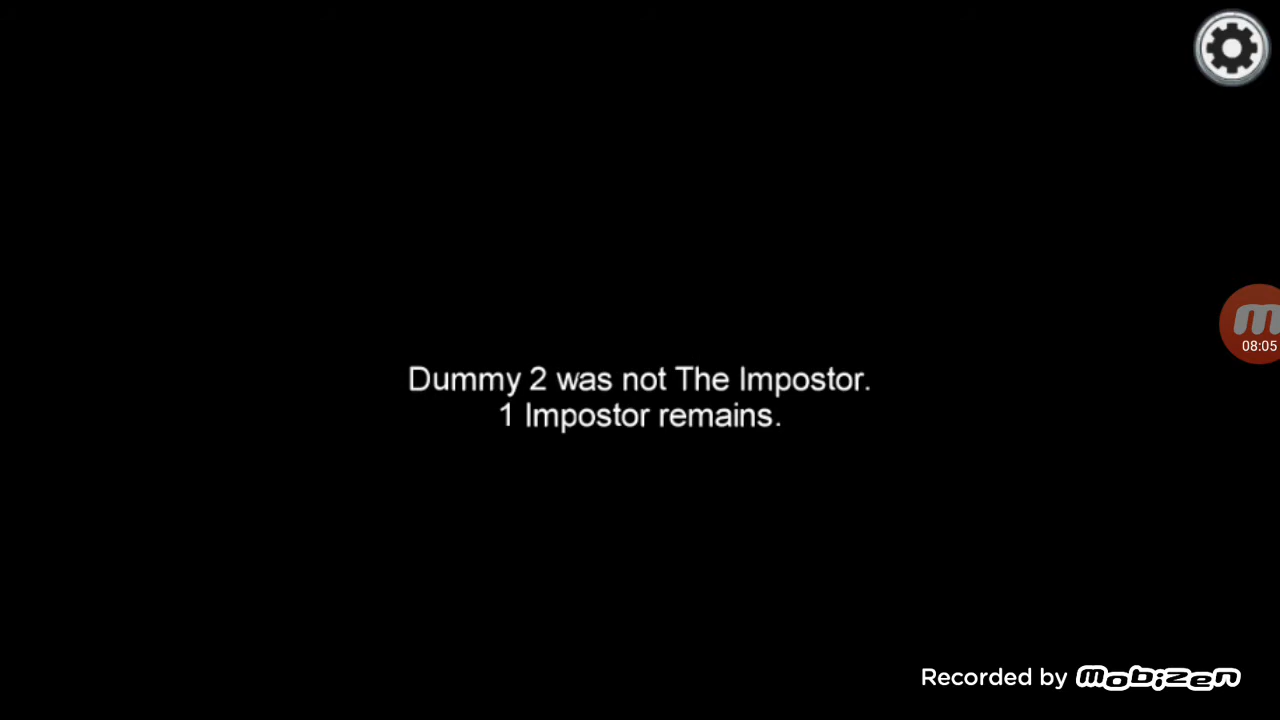 08:05
Dummy 2 was not The Impostor.
1 Impostor remains.
Recorded by mobizen